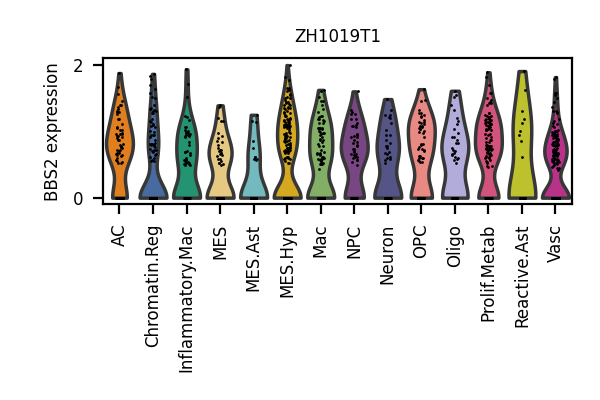 ZH1019T1
BBS2 expression
2
0
AC
Chromatin.Reg
Inflammatory.Mac
MES
MES.Ast
MES.Hyp
Mac
NPC
Neuron
OPC
Oligo
Prolif.Metab
Reactive.Ast
Vasc